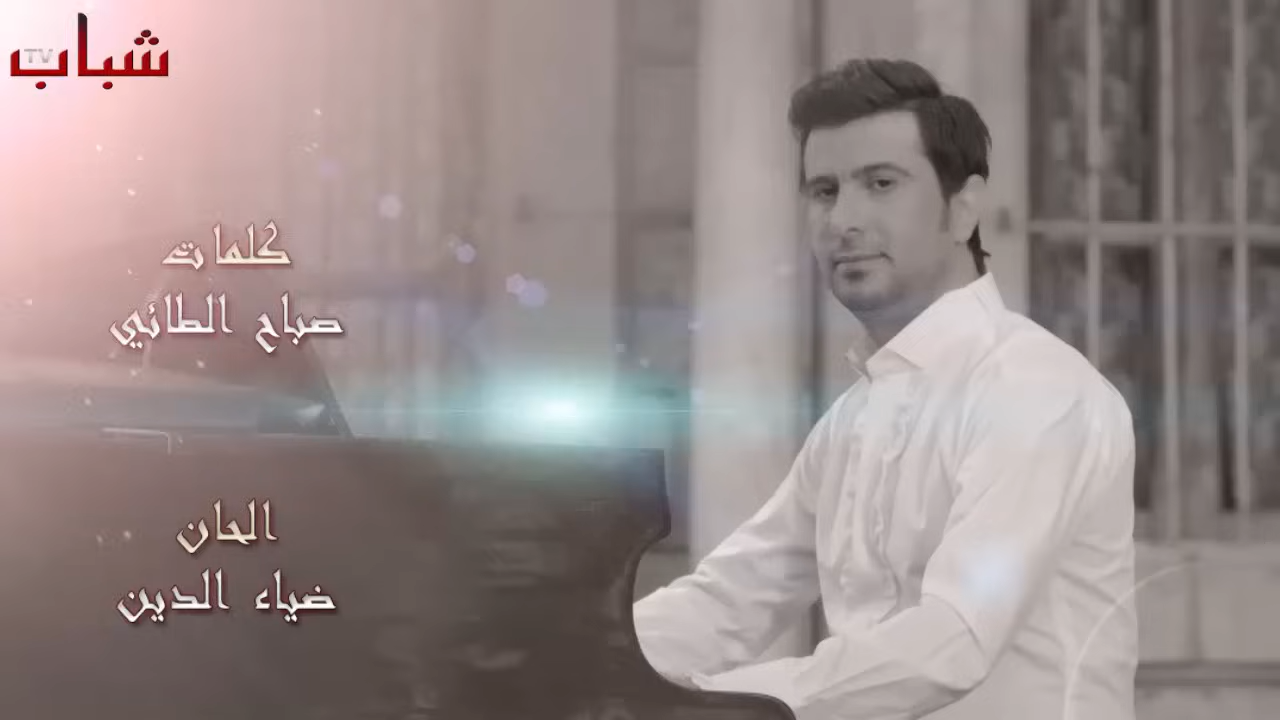 شباب
TV
كلمات
صباح الطائي
الحان
ضياء الدين